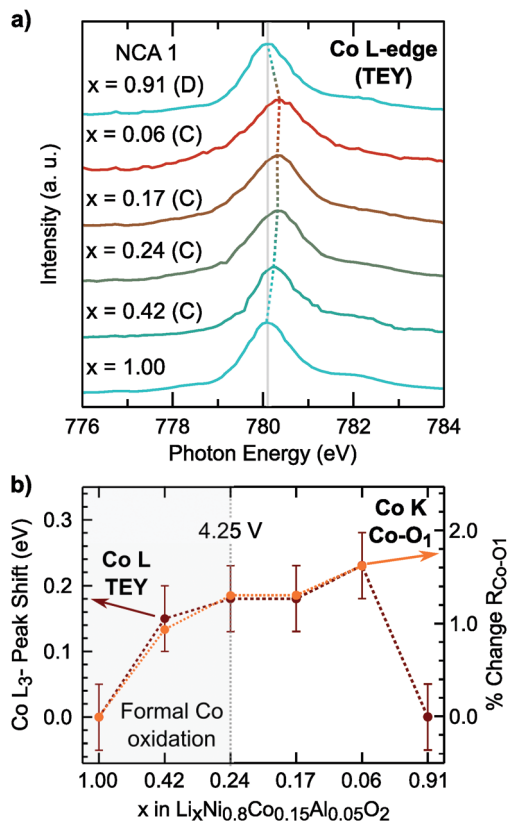 a)
NCA 1
Co L-edge
(TEY)
x = 0.91 (D)
x = 0.06 (C)
x = 0.17 (C)
x = 0.24 (C)
x = 0.42 (C)
x = 1.00
Intensity (a. u.)
776 778 780 782 784
Photon Energy (eV)
b)
0.3
0.2
0.1
0.0
Co L₃- Peak Shift (eV)
Co L
TEY
4.25 V
Co K
Co-O₁
Formal Co
oxidation
2.0
1.0
0.0
% Change R_Co-O1
1.00 0.42 0.24 0.17 0.06 0.91
x in LiₓNi₀.₈Co₀.₁₅Al₀.₀₅O₂